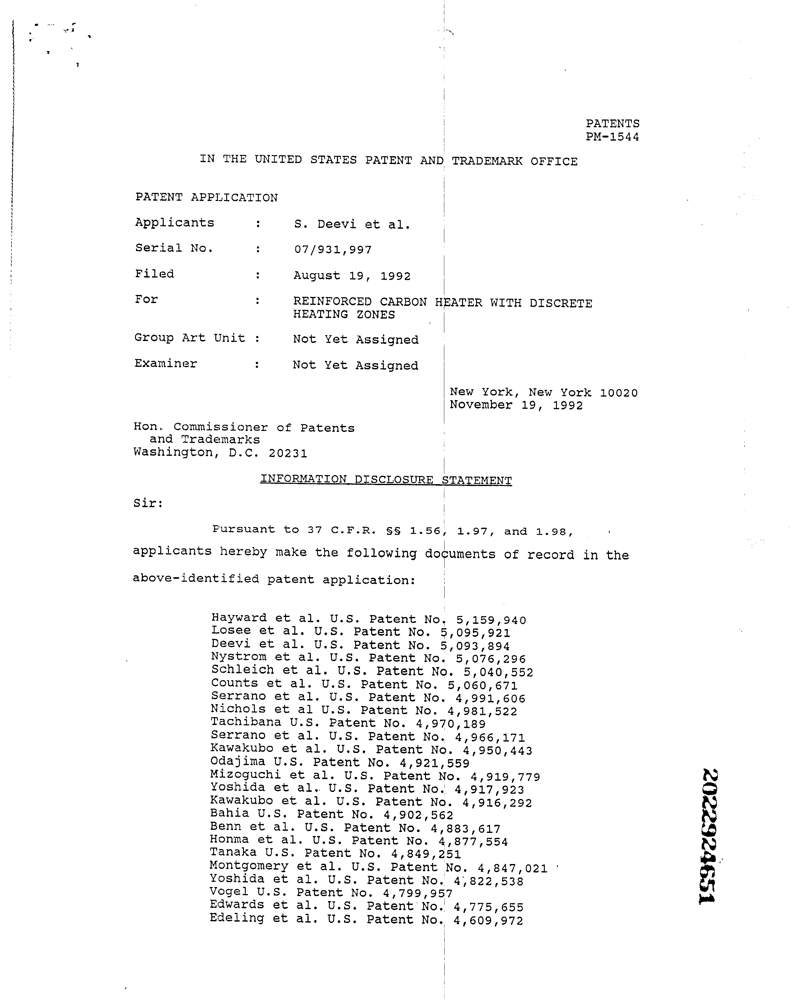 PATENTS
PM-1544
IN THE UNITED STATES PATENT AND TRADEMARK OFFICE
PATENT APPLICATION
Applicants : S. Deevi et al.
Serial No. : 07/931,997
Filed : August 19, 1992
For : REINFORCED CARBON HEATER WITH DISCRETE
HEATING ZONES
Group Art Unit : Not Yet Assigned
Examiner : Not Yet Assigned
New York, New York 10020
November 19, 1992
Hon. Commissioner of Patents
and Trademarks
Washington, D.C. 20231
INFORMATION DISCLOSURE STATEMENT
Sir:
Pursuant to 37 C.F.R. §§ 1.56, 1.97, and 1.98,
applicants hereby make the following documents of record in the
above-identified patent application:
Hayward et al. U.S. Patent No. 5,159,940
Losee et al. U.S. Patent No. 5,095,921
Deevi et al. U.S. Patent No. 5,093,894
Nystrom et al. U.S. Patent No. 5,076,296
Schleich et al. U.S. Patent No. 5,040,552
Counts et al. U.S. Patent No. 5,060,671
Serrano et al. U.S. Patent No. 4,991,606
Nichols et al U.S. Patent No. 4,981,522
Tachibana U.S. Patent No. 4,970,189
Serrano et al. U.S. Patent No. 4,966,171
Kawakubo et al. U.S. Patent No. 4,950,443
Odajima U.S. Patent No. 4,921,559
Mizoguchi et al. U.S. Patent No. 4,919,779
Yoshida et al. U.S. Patent No. 4,917,923
Kawakubo et al. U.S. Patent No. 4,916,292
Bahia U.S. Patent No. 4,902,562
Benn et al. U.S. Patent No. 4,883,617
Honma et al. U.S. Patent No. 4,877,554
Tanaka U.S. Patent No. 4,849,251
Montgomery et al. U.S. Patent No. 4,847,021
Yoshida et al. U.S. Patent No. 4,822,538
Vogel U.S. Patent No. 4,799,957
Edwards et al. U.S. Patent No. 4,775,655
Edeling et al. U.S. Patent No. 4,609,972
2022924651